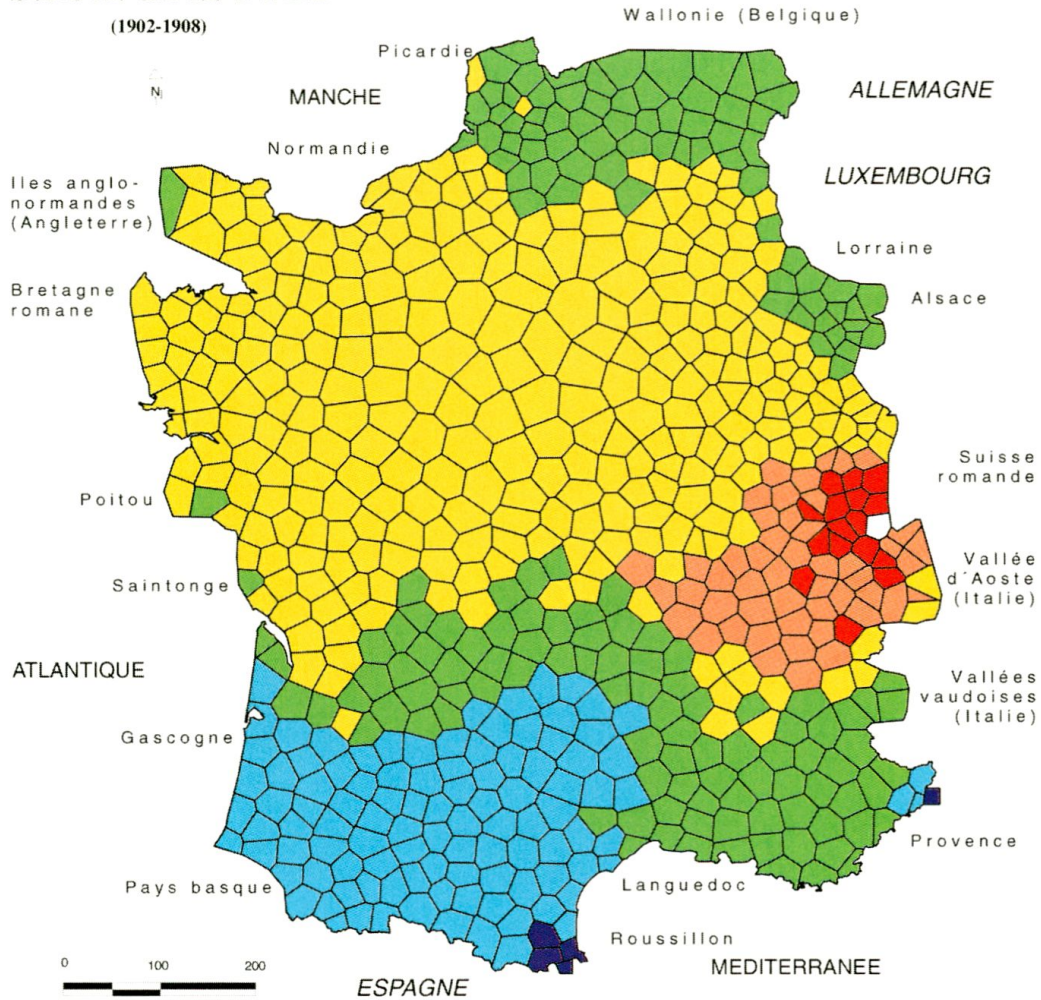 (1902-1908)
Wallonie (Belgique)
Picardie
N
MANCHE
ALLEMAGNE
Normandie
LUXEMBOURG
Iles anglo-
normandes
(Angleterre)
Lorraine
Bretagne
romane
Alsace
Suisse
romande
Poitou
Vallée
d'Aoste
(Italie)
Saintonge
ATLANTIQUE
Vallées
vaudoises
(Italie)
Gascogne
Provence
Pays basque
Languedoc
Roussillon
MEDITERRANEE
0 100 200
ESPAGNE